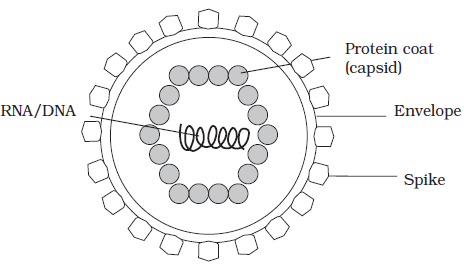 Protein coat
(capsid)
RNA/DNA
Envelope
Spike